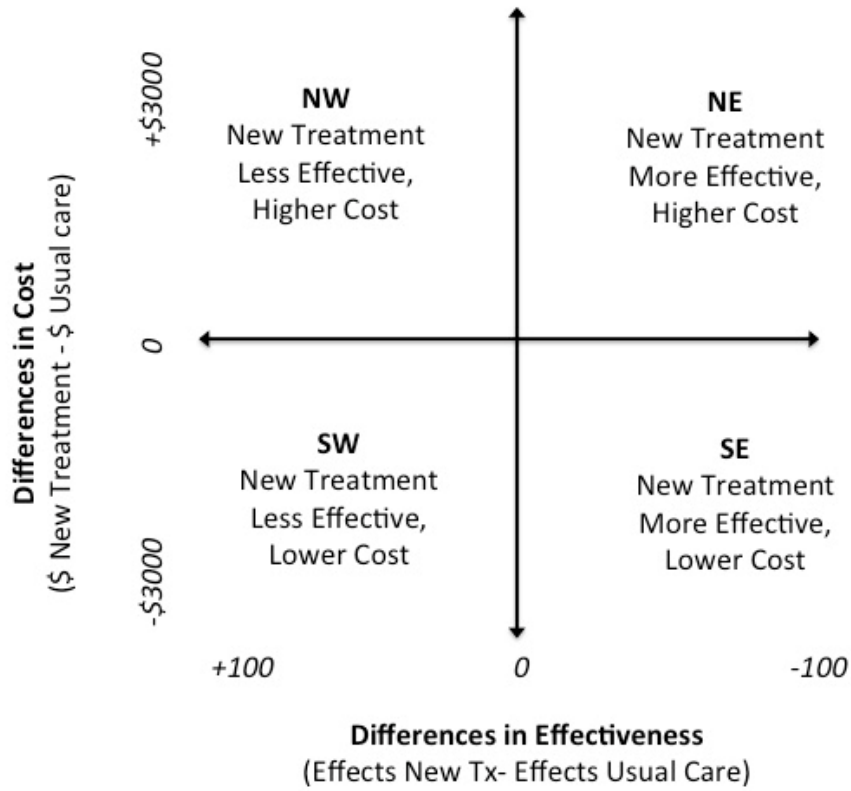 +$3000
0
-$3000
Differences in Cost
($ New Treatment - $ Usual care)
NW
New Treatment
Less Effective,
Higher Cost
NE
New Treatment
More Effective,
Higher Cost
SW
New Treatment
Less Effective,
Lower Cost
SE
New Treatment
More Effective,
Lower Cost
+100
0
-100
Differences in Effectiveness
(Effects New Tx- Effects Usual Care)